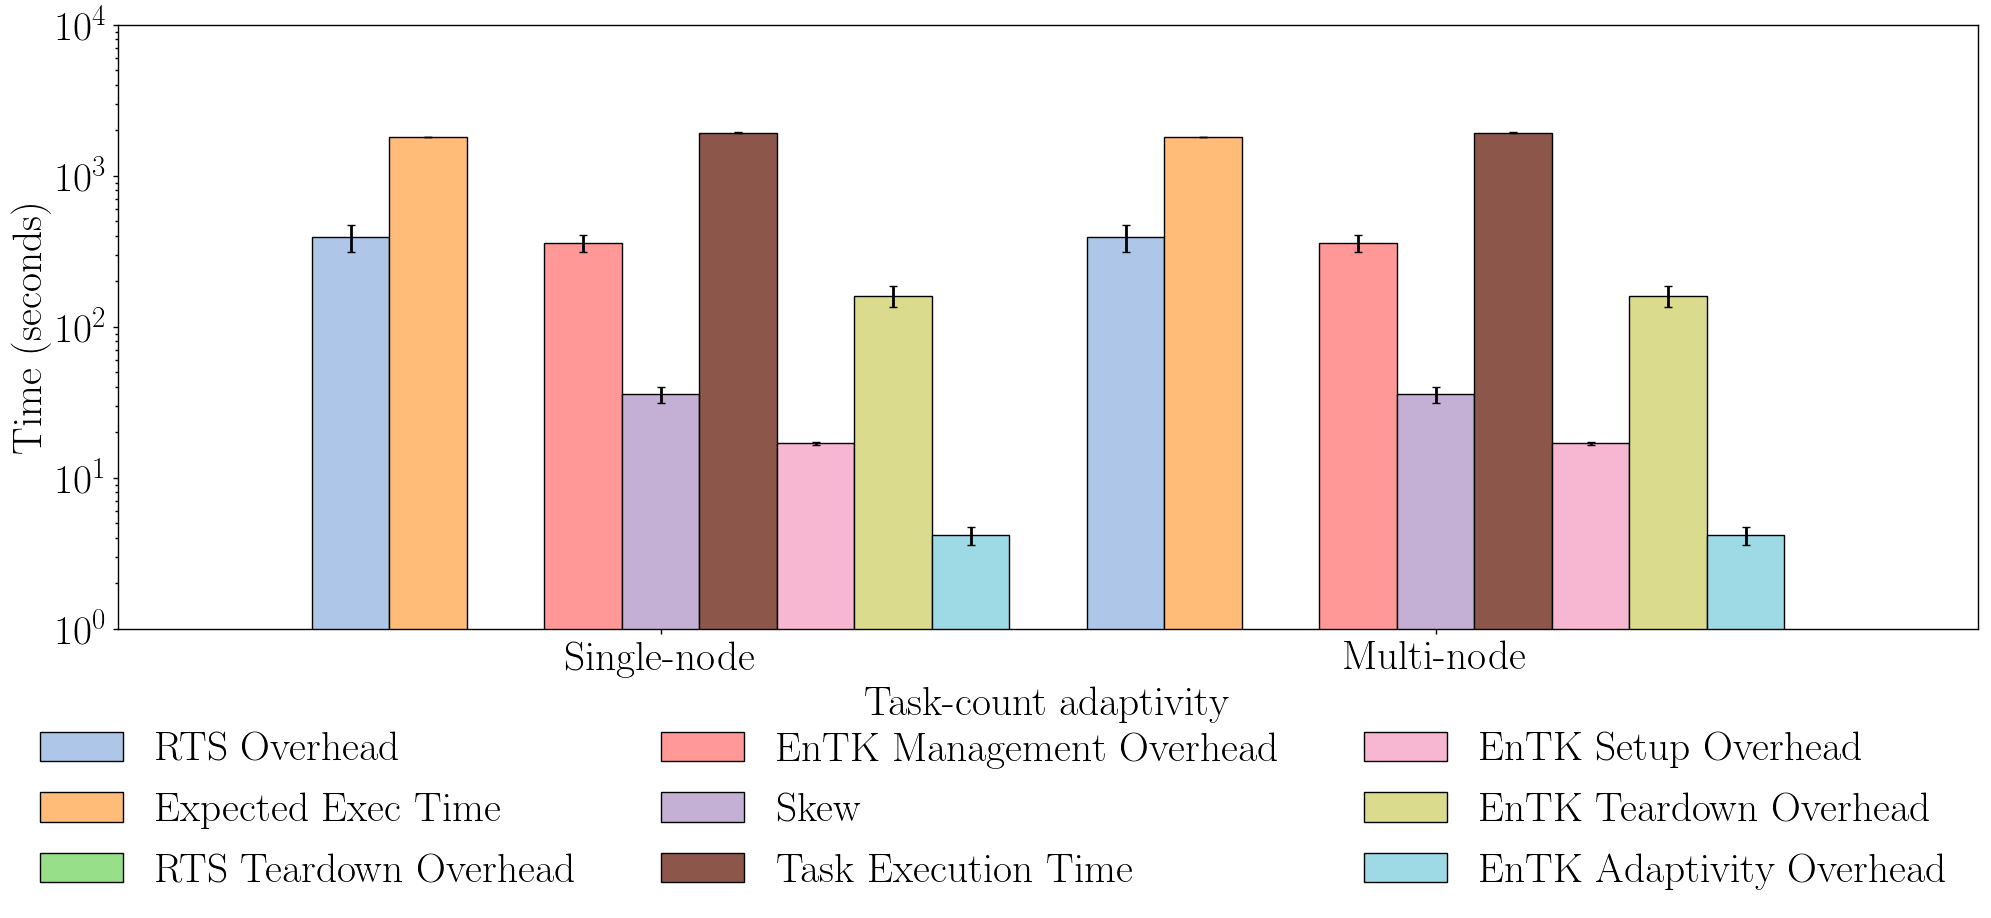 10^4
10^3
10^2
10^1
10^0
Time (seconds)
Single-node
Multi-node
Task-count adaptivity
RTS Overhead
Expected Exec Time
RTS Teardown Overhead
EnTK Management Overhead
Skew
Task Execution Time
EnTK Setup Overhead
EnTK Teardown Overhead
EnTK Adaptivity Overhead